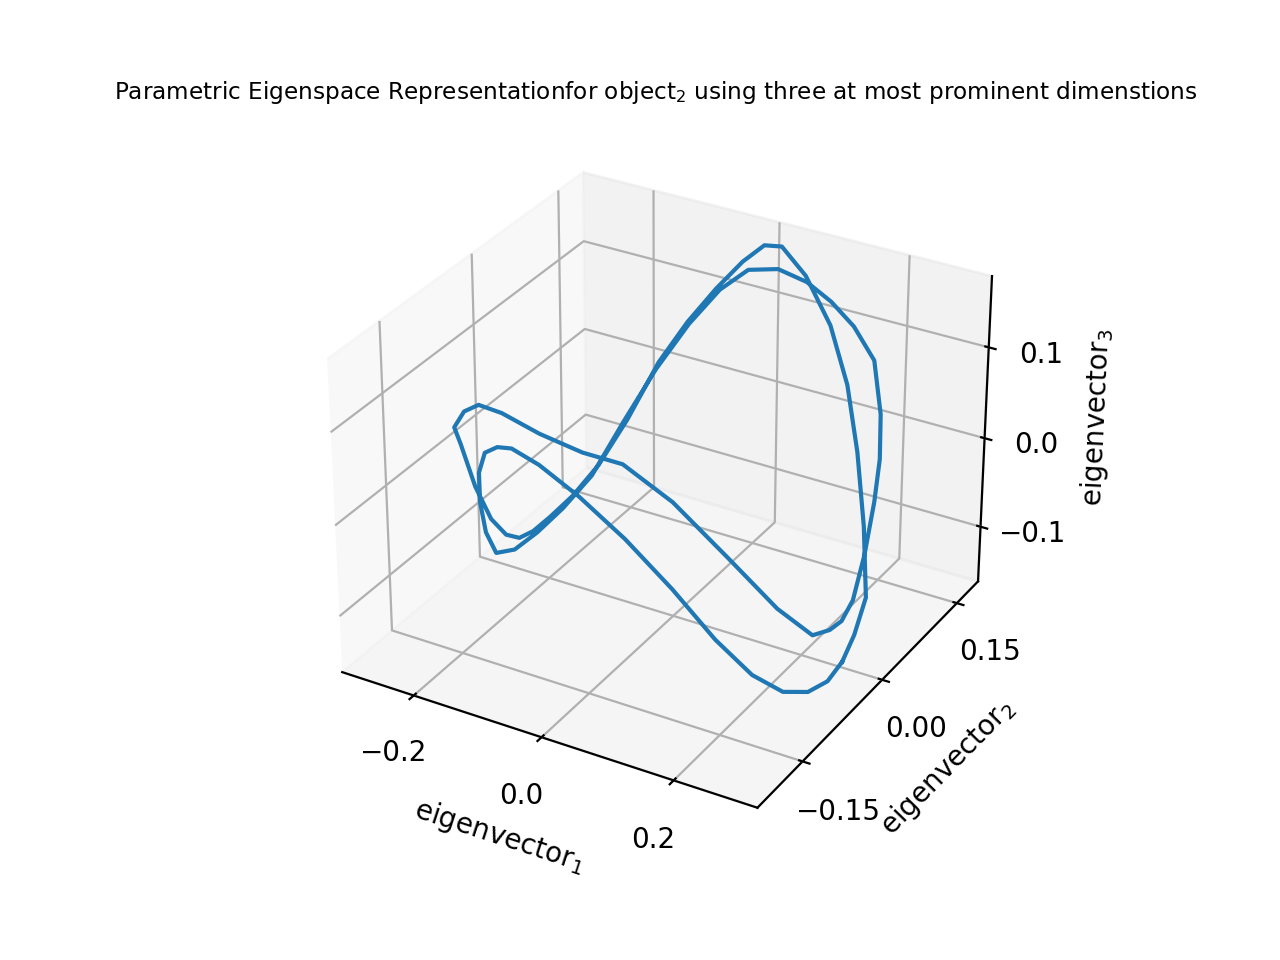 Parametric Eigenspace Representationfor object₂ using three at most prominent dimenstions
0.1
0.0
−0.1
eigenvector₃
0.15
0.00
−0.15
eigenvector₂
−0.2
0.0
0.2
eigenvector₁